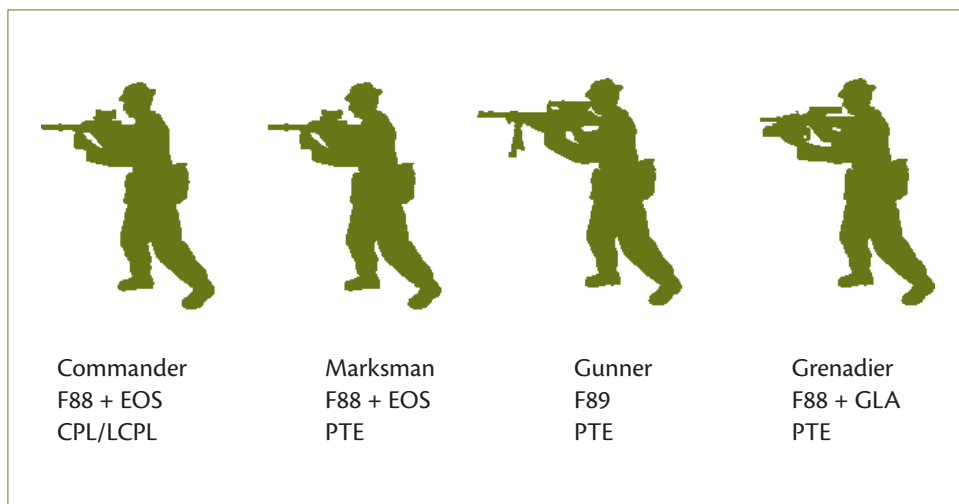 Commander
F88 + EOS
CPL/LCPL
Marksman
F88 + EOS
PTE
Gunner
F89
PTE
Grenadier
F88 + GLA
PTE